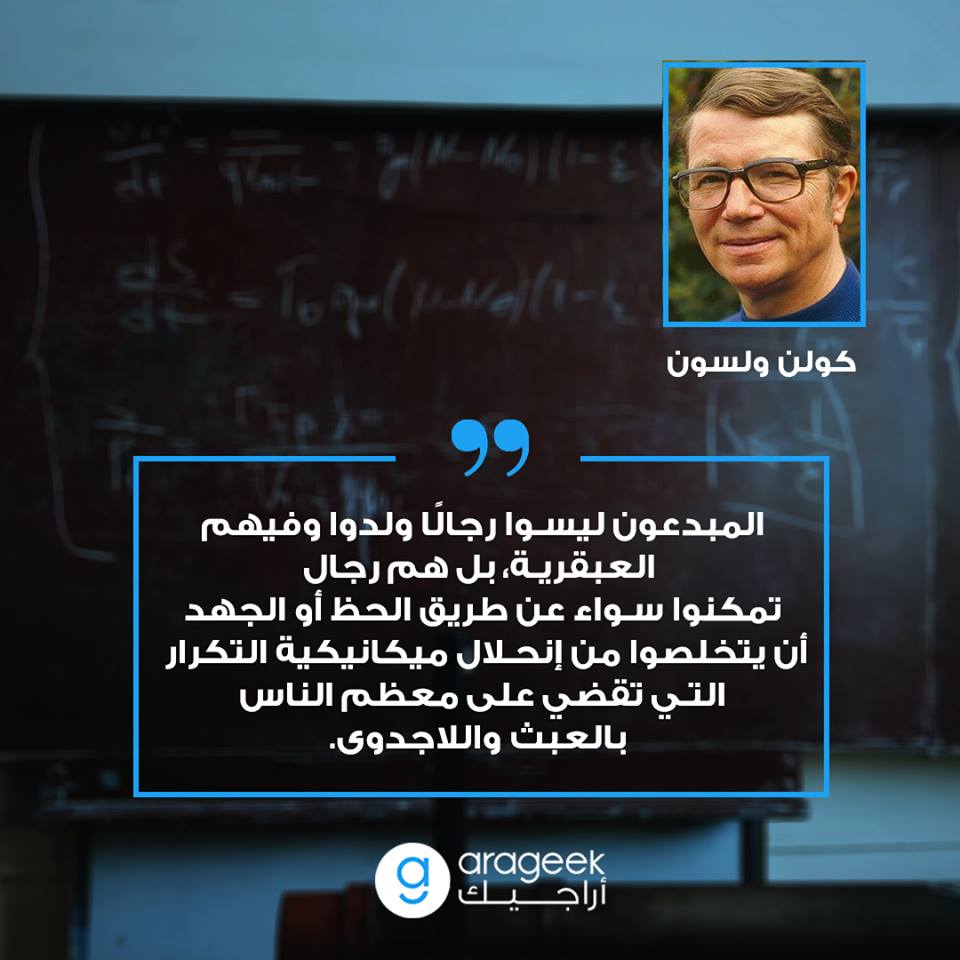 كولن ولسون
المبدعون ليسوا رجالًا ولدوا وفيهم
العبقرية، بل هم رجال
تمكنوا سواء عن طريق الحظ أو الجهد
أن يتخلصوا من إنحلال ميكانيكية التكرار
التي تقضي على معظم الناس
بالعبث واللاجدوى.
arageek
أراجيك